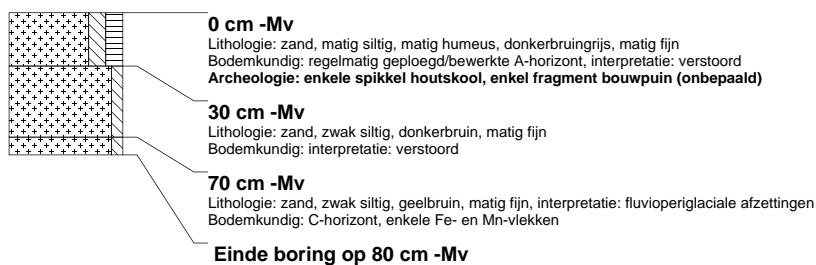 0 cm -Mv
Lithologie: zand, matig siltig, matig humeus, donkerbruingrijs, matig fijn
Bodemkundig: regelmatig geploegd/bewerkte A-horizont, interpretatie: verstoord
Archeologie: enkele spikkel houtskool, enkel fragment bouwpuin (onbepaald)
30 cm -Mv
Lithologie: zand, zwak siltig, donkerbruin, matig fijn
Bodemkundig: interpretatie: verstoord
70 cm -Mv
Lithologie: zand, zwak siltig, geelbruin, matig fijn, interpretatie: fluvioperiglaciale afzettingen
Bodemkundig: C-horizont, enkele Fe- en Mn-vlekken
Einde boring op 80 cm -Mv